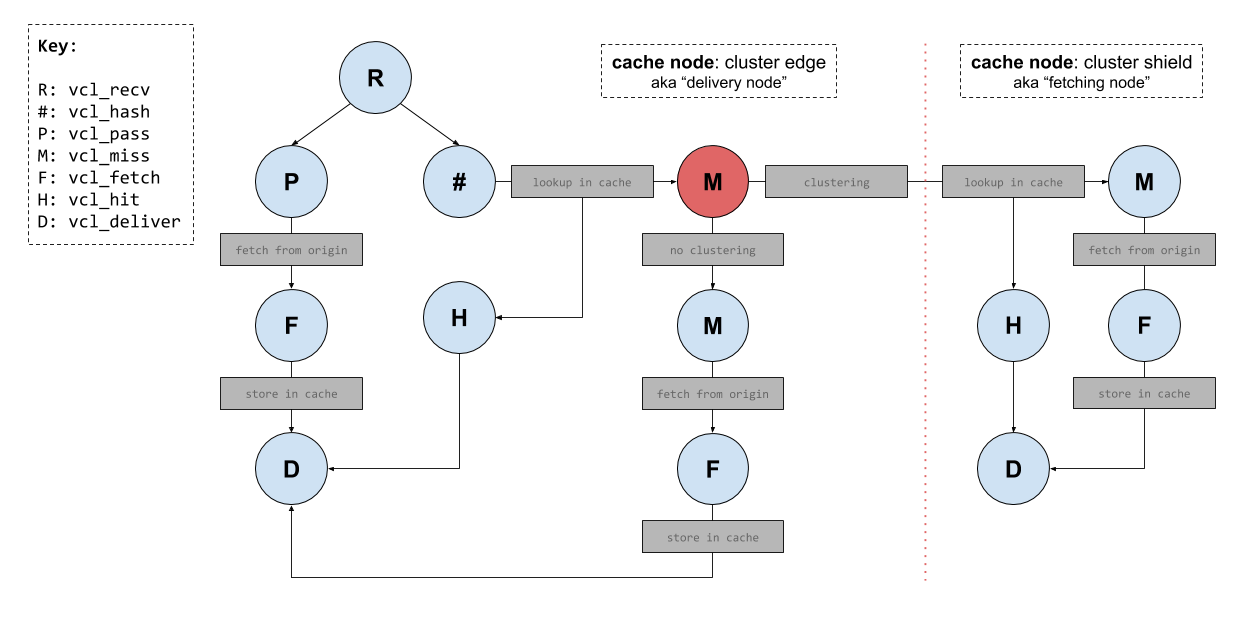 Key:
R: vcl_recv
#: vcl_hash
P: vcl_pass
M: vcl_miss
F: vcl_fetch
H: vcl_hit
D: vcl_deliver
R
cache node: cluster edge
aka “delivery node”
cache node: cluster shield
aka “fetching node”
P
#
lookup in cache
M
clustering
lookup in cache
M
fetch from origin
no clustering
fetch from origin
F
H
M
H
F
store in cache
fetch from origin
store in cache
D
F
D
store in cache